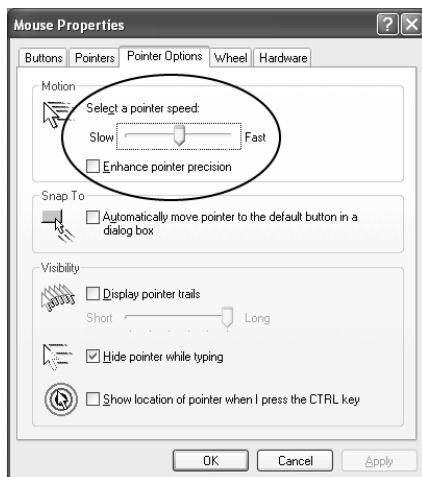 Mouse Properties
Buttons Pointers Pointer Options Wheel Hardware
Motion
Select a pointer speed:
Slow Fast
Enhance pointer precision
Snap To
Automatically move pointer to the default button in a
dialog box
Visibility
Display pointer trails
Short Long
Hide pointer while typing
Show location of pointer when I press the CTRL key
OK Cancel Apply